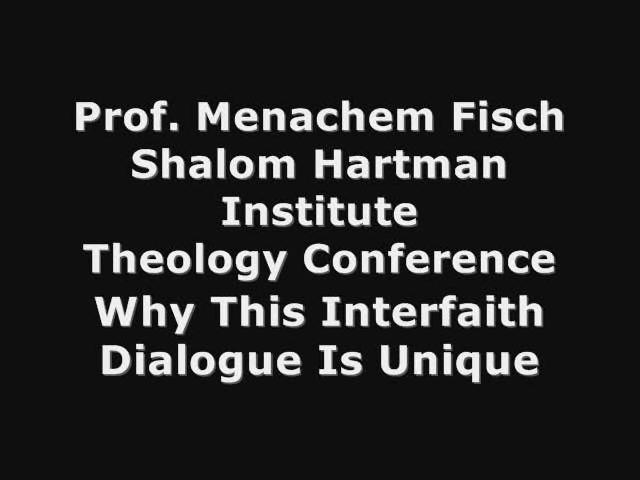 Prof. Menachem Fisch
Shalom Hartman
Institute
Theology Conference
Why This Interfaith
Dialogue Is Unique